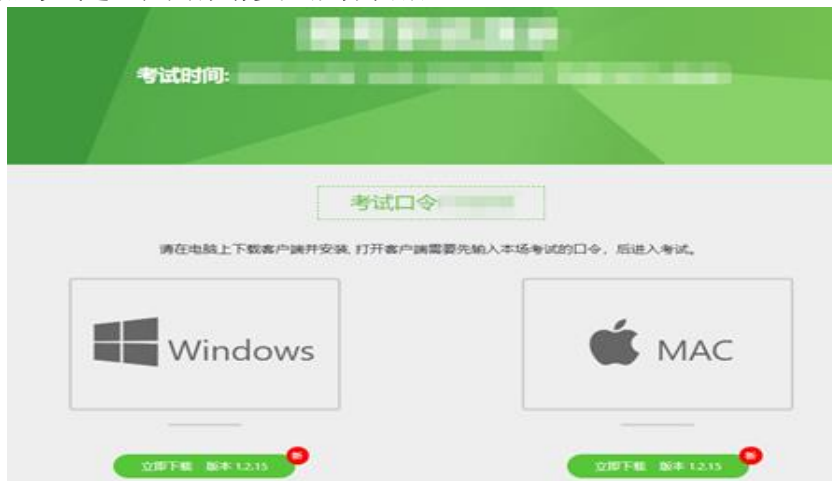 考试时间:
考试口令
请在电脑上下载客户端并安装, 打开客户端需要先输入本场考试的口令，后进入考试。
Windows
MAC
新
立即下载 版本 1.2.15
新
立即下载 版本 1.2.15